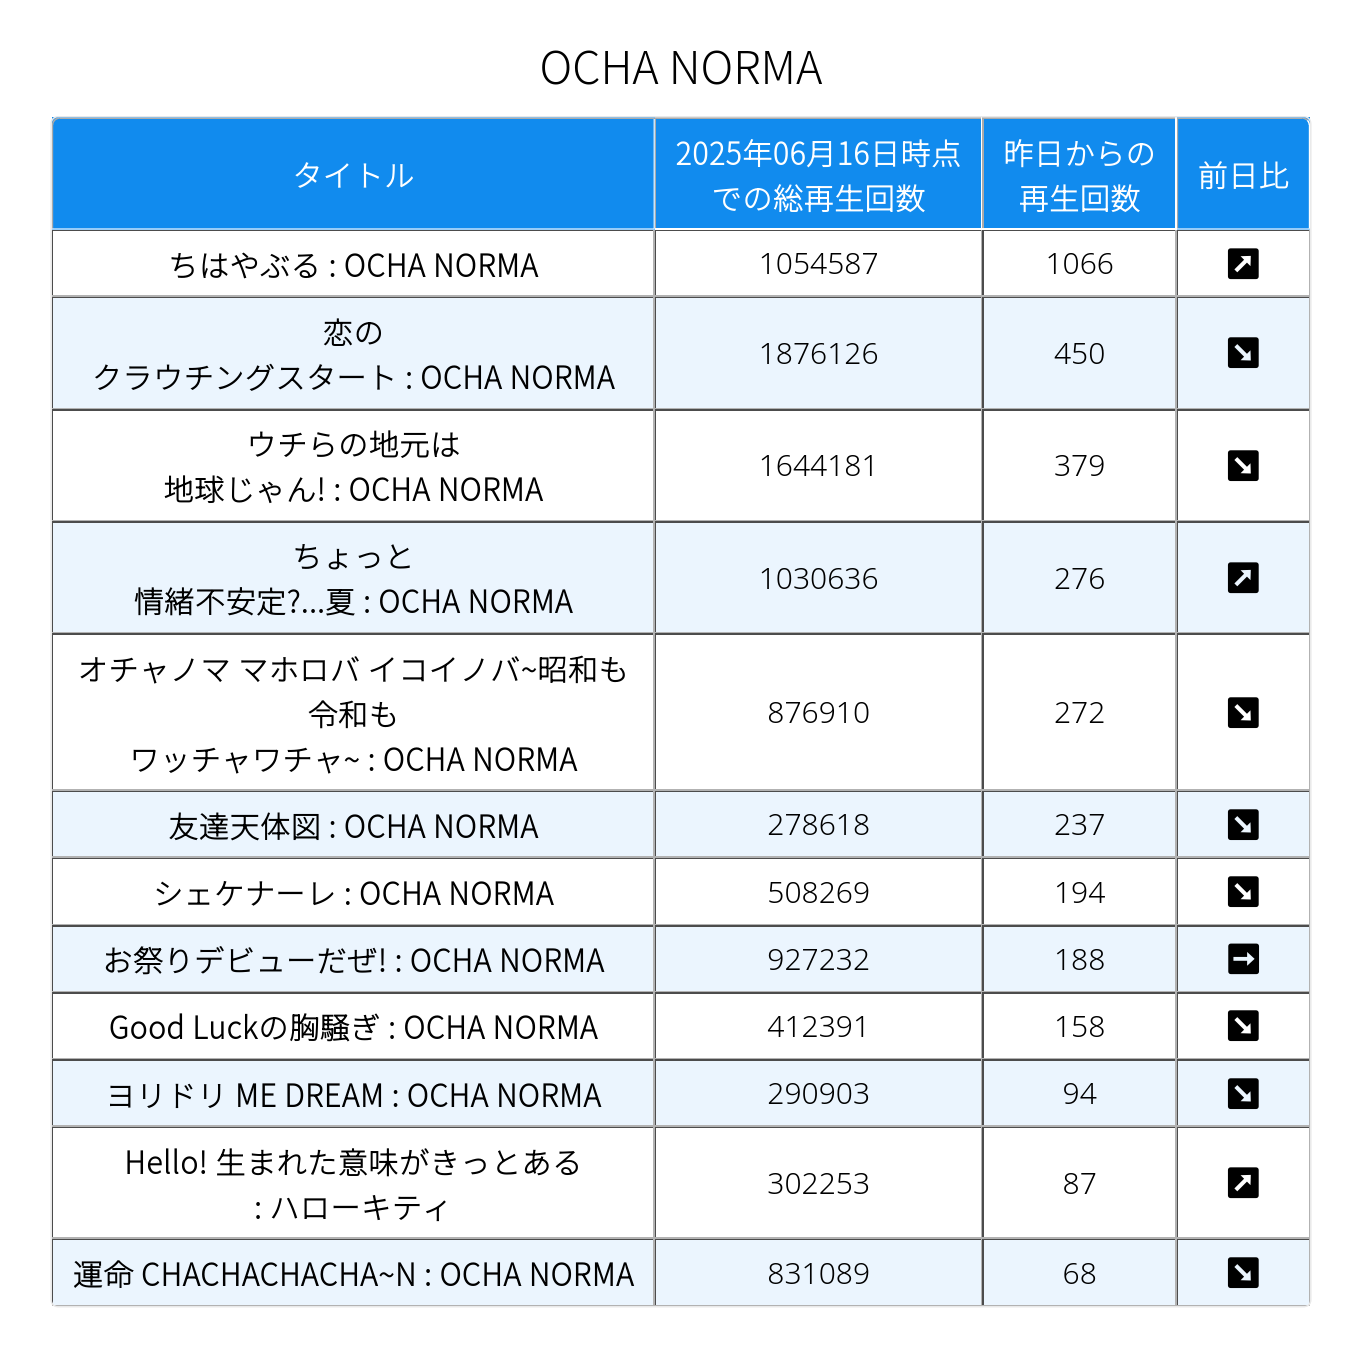 OCHA NORMA
タイトル
2025年06月16日時点
での総再生回数
昨日からの
再生回数
前日比
ちはやぶる : OCHA NORMA
1054587
1066
恋の
クラウチングスタート : OCHA NORMA
1876126
450
ウチらの地元は
地球じゃん! : OCHA NORMA
1644181
379
ちょっと
情緒不安定?...夏 : OCHA NORMA
1030636
276
オチャノマ マホロバ イコイノバ~昭和も
令和も
ワッチャワチャ~ : OCHA NORMA
876910
272
友達天体図 : OCHA NORMA
278618
237
シェケナーレ : OCHA NORMA
508269
194
お祭りデビューだぜ! : OCHA NORMA
927232
188
Good Luckの胸騒ぎ : OCHA NORMA
412391
158
ヨリドリ ME DREAM : OCHA NORMA
290903
94
Hello! 生まれた意味がきっとある
: ハローキティ
302253
87
運命 CHACHACHACHA~N : OCHA NORMA
831089
68